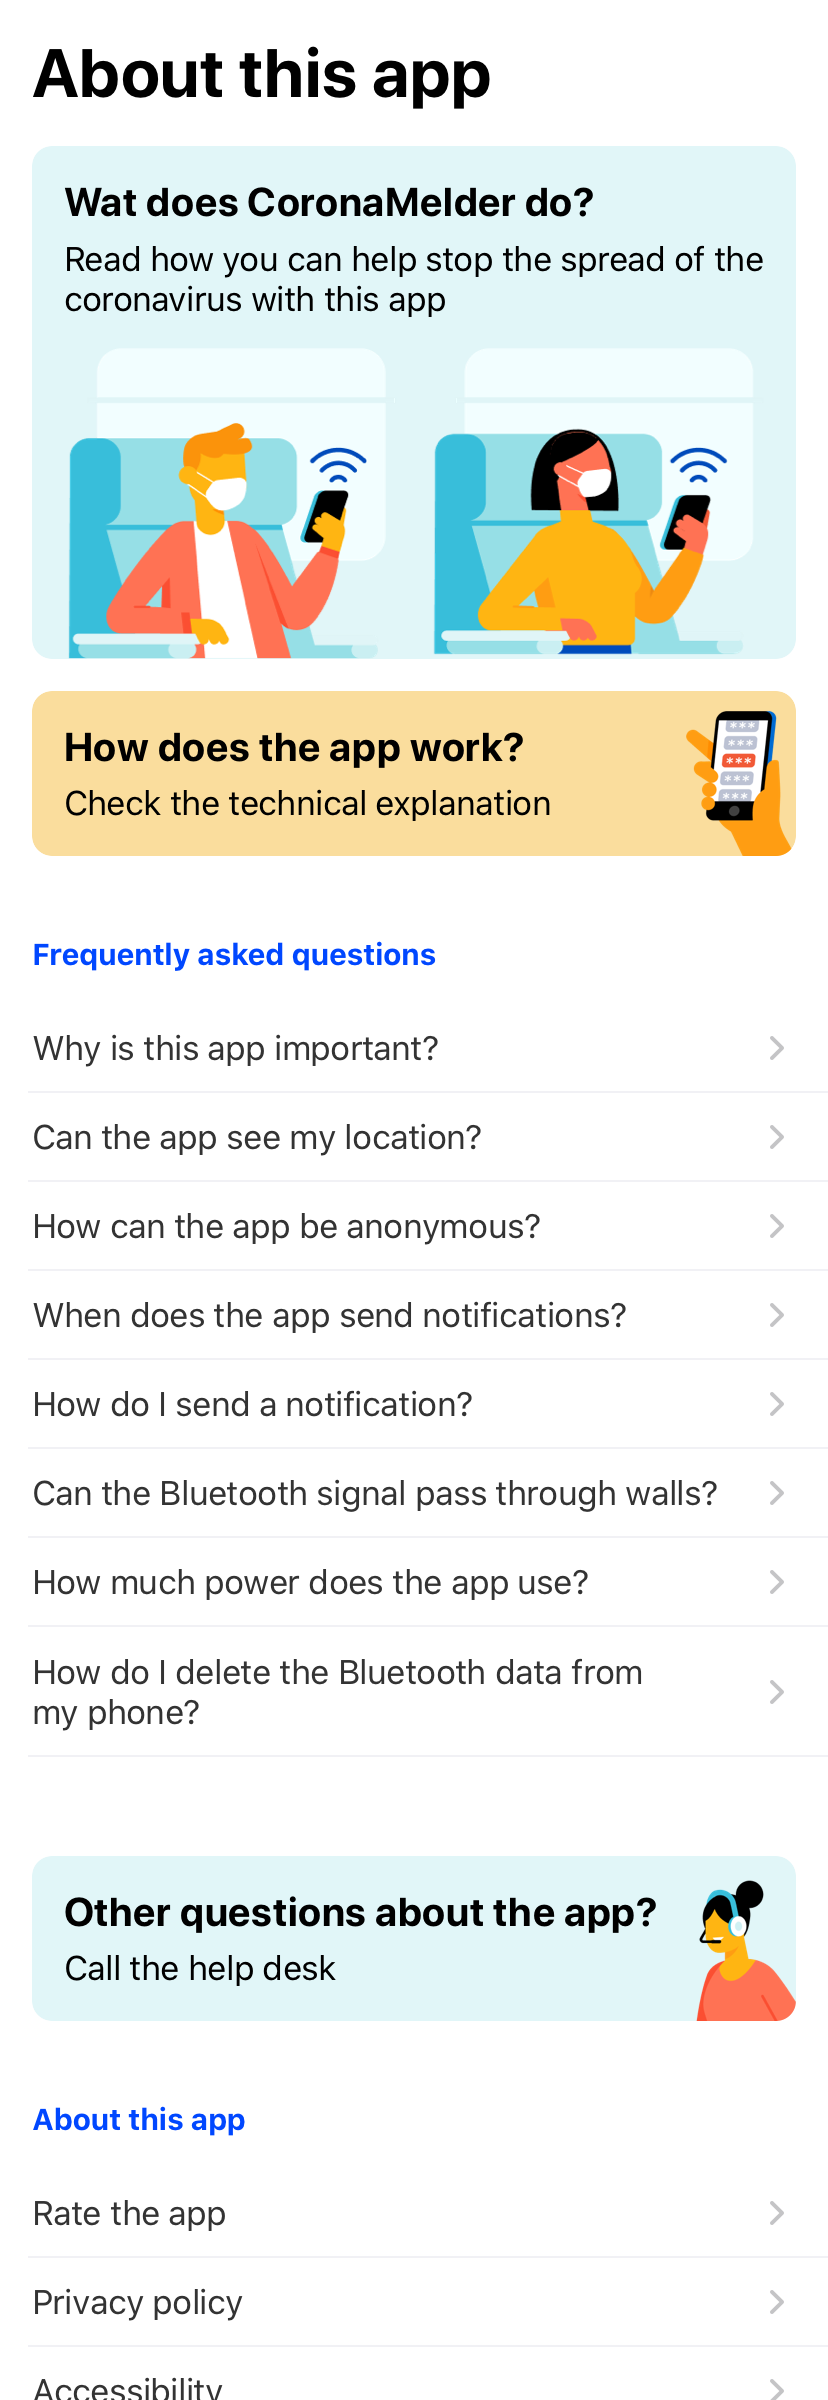 About this app
Wat does CoronaMelder do?
Read how you can help stop the spread of the
coronavirus with this app
How does the app work?
Check the technical explanation
***
***
***
***
***
Frequently asked questions
Why is this app important?
Can the app see my location?
How can the app be anonymous?
When does the app send notifications?
How do I send a notification?
Can the Bluetooth signal pass through walls?
How much power does the app use?
How do I delete the Bluetooth data from
my phone?
Other questions about the app?
Call the help desk
About this app
Rate the app
Privacy policy
Accessibility